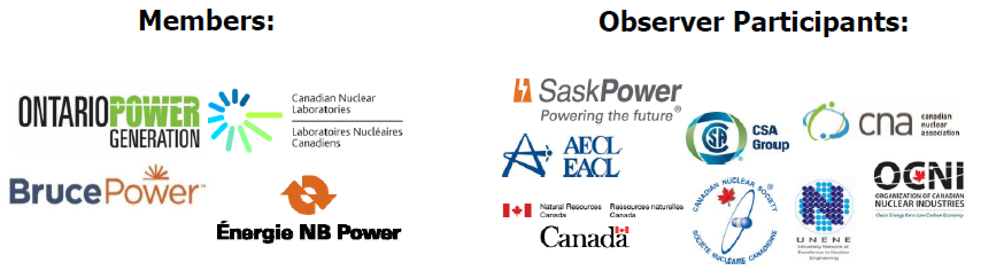 Members:
ONTARIOPOWER
GENERATION
Canadian Nuclear
Laboratories
Laboratoires Nucléaires
Canadiens
BrucePower™
Énergie NB Power
Observer Participants:
SaskPower
Powering the future®
AECL
EACL
CSA
CSA
Group
cna
canadian
nuclear
association
Natural Resources
Canada
Ressources naturelles
Canada
Canada
CANADIAN NUCLEAR SOCIETY®
SOCIÉTÉ NUCLÉAIRE CANADIENNE
UNENE
University Network of
Excellence in Nuclear
Engineering
OCNI
ORGANIZATION OF CANADIAN
NUCLEAR INDUSTRIES
Clean Energy for a Low Carbon Economy